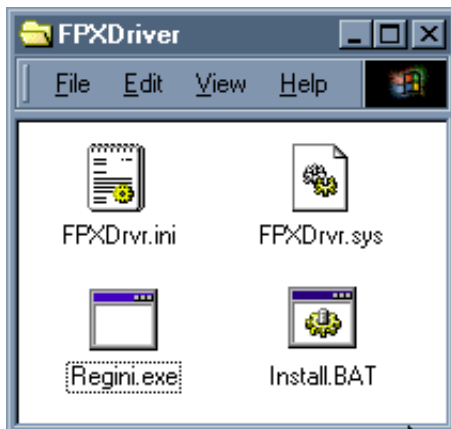 FPXDriver
File Edit View Help
FPXDrvr.ini FPXDrvr.sys
Regini.exe Install.BAT